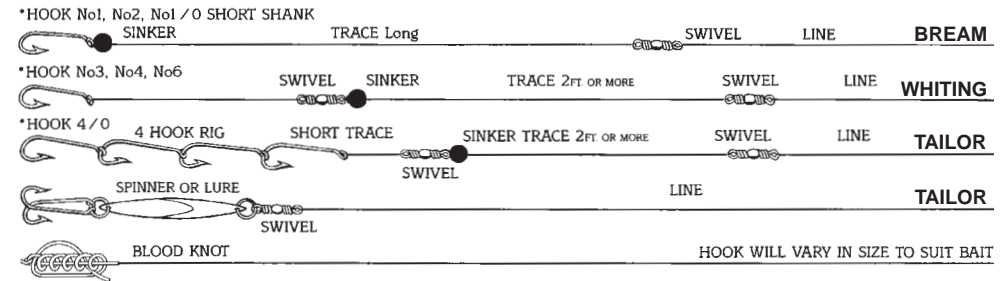 *HOOK No1, No2, No1/0 SHORT SHANK
SINKER TRACE Long SWIVEL LINE BREAM
*HOOK No3, No4, No6
SWIVEL SINKER TRACE 2FT. OR MORE SWIVEL LINE WHITING
*HOOK 4/0
4 HOOK RIG SHORT TRACE SINKER TRACE 2FT. OR MORE SWIVEL LINE TAILOR
SWIVEL
SPINNER OR LURE LINE TAILOR
SWIVEL
BLOOD KNOT HOOK WILL VARY IN SIZE TO SUIT BAIT